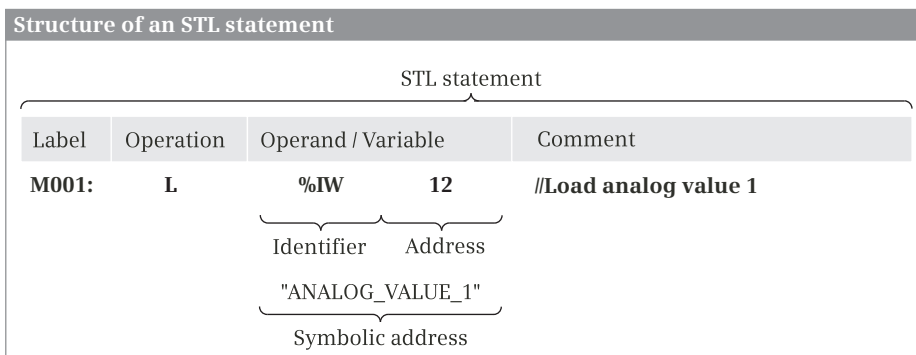 Structure of an STL statement
STL statement
Label Operation Operand / Variable Comment
M001: L %IW 12 //Load analog value 1
Identifier Address
"ANALOG_VALUE_1"
Symbolic address